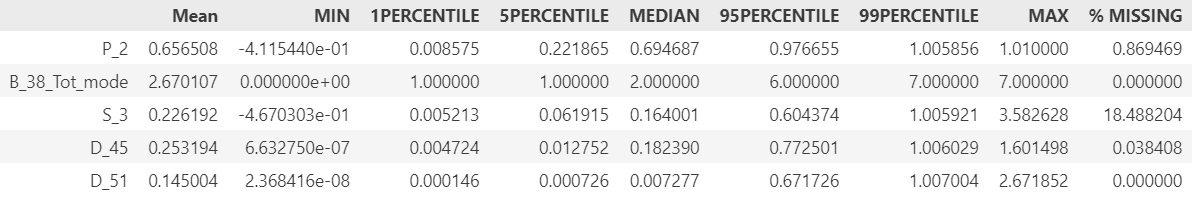 Mean MIN 1PERCENTILE 5PERCENTILE MEDIAN 95PERCENTILE 99PERCENTILE MAX % MISSING
P_2 0.656508 -4.115440e-01 0.008575 0.221865 0.694687 0.976655 1.005856 1.010000 0.869469
B_38_Tot_mode 2.670107 0.000000e+00 1.000000 1.000000 2.000000 6.000000 7.000000 7.000000 0.000000
S_3 0.226192 -4.670303e-01 0.005213 0.061915 0.164001 0.604374 1.005921 3.582628 18.488204
D_45 0.253194 6.632750e-07 0.004724 0.012752 0.182390 0.772501 1.006029 1.601498 0.038408
D_51 0.145004 2.368416e-08 0.000146 0.000726 0.007277 0.671726 1.007004 2.671852 0.000000